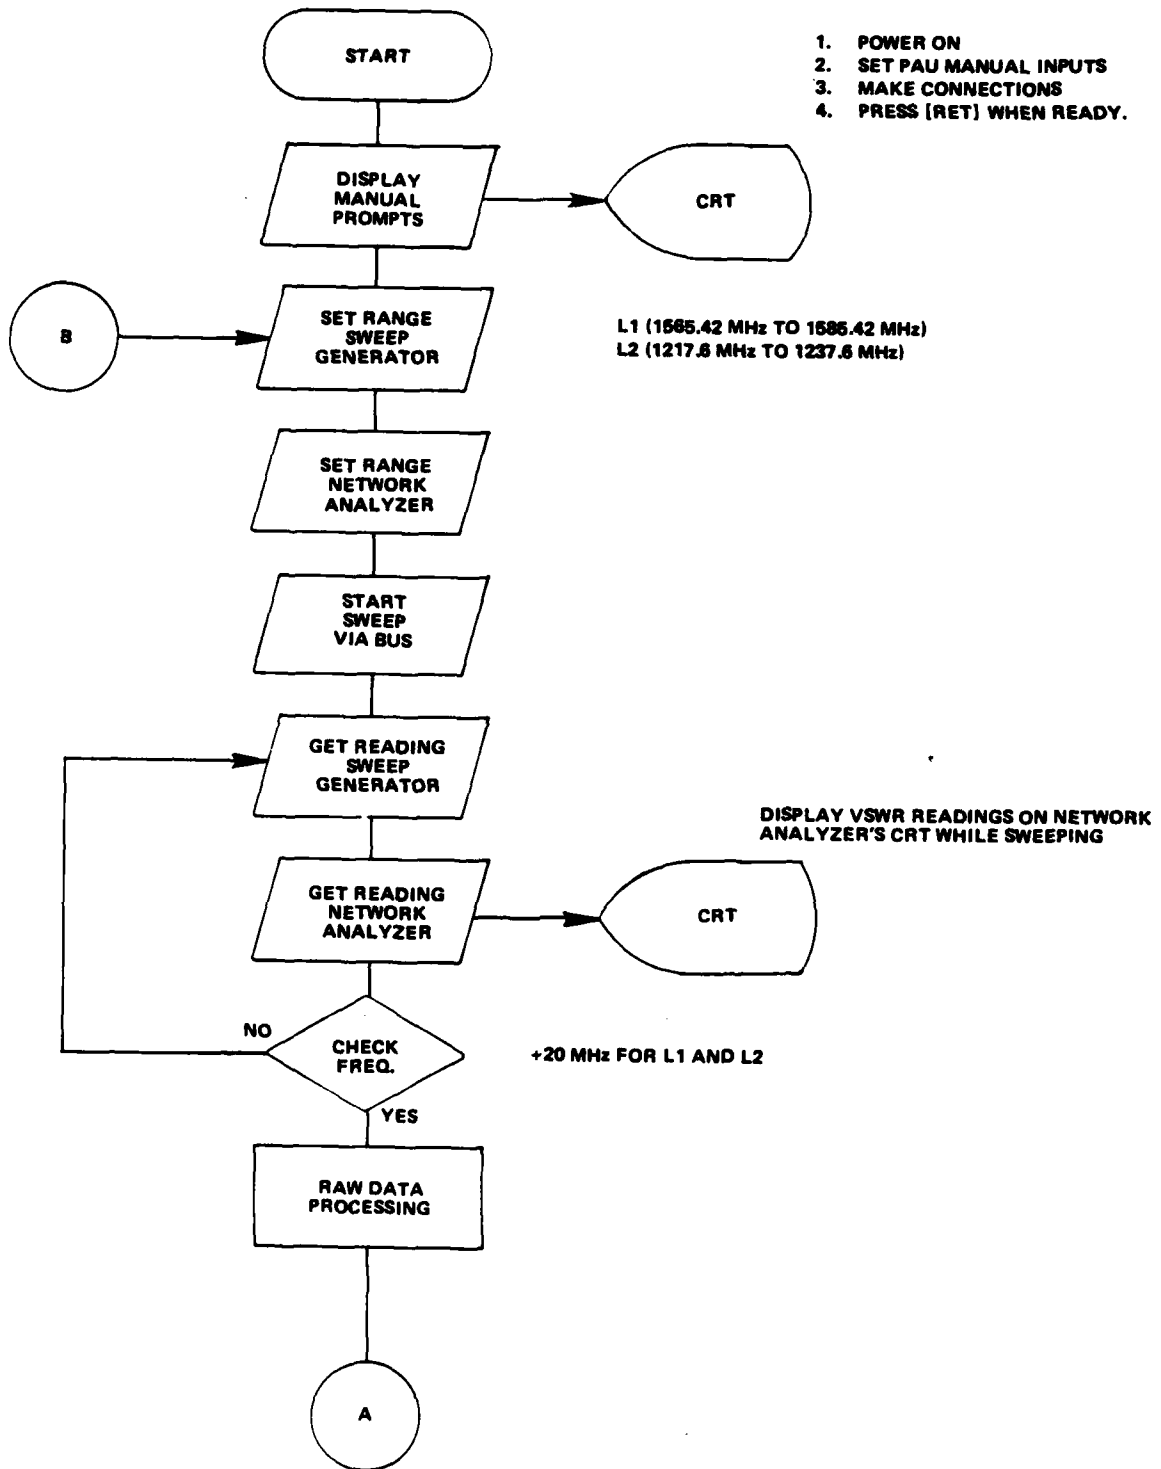 START
1. POWER ON
2. SET PAU MANUAL INPUTS
3. MAKE CONNECTIONS
4. PRESS [RET] WHEN READY.
DISPLAY
MANUAL
PROMPTS
CRT
B
SET RANGE
SWEEP
GENERATOR
L1 (1565.42 MHz TO 1585.42 MHz)
L2 (1217.6 MHz TO 1237.6 MHz)
SET RANGE
NETWORK
ANALYZER
START
SWEEP
VIA BUS
GET READING
SWEEP
GENERATOR
DISPLAY VSWR READINGS ON NETWORK
ANALYZER'S CRT WHILE SWEEPING
GET READING
NETWORK
ANALYZER
CRT
NO
CHECK
FREQ.
+20 MHz FOR L1 AND L2
YES
RAW DATA
PROCESSING
A